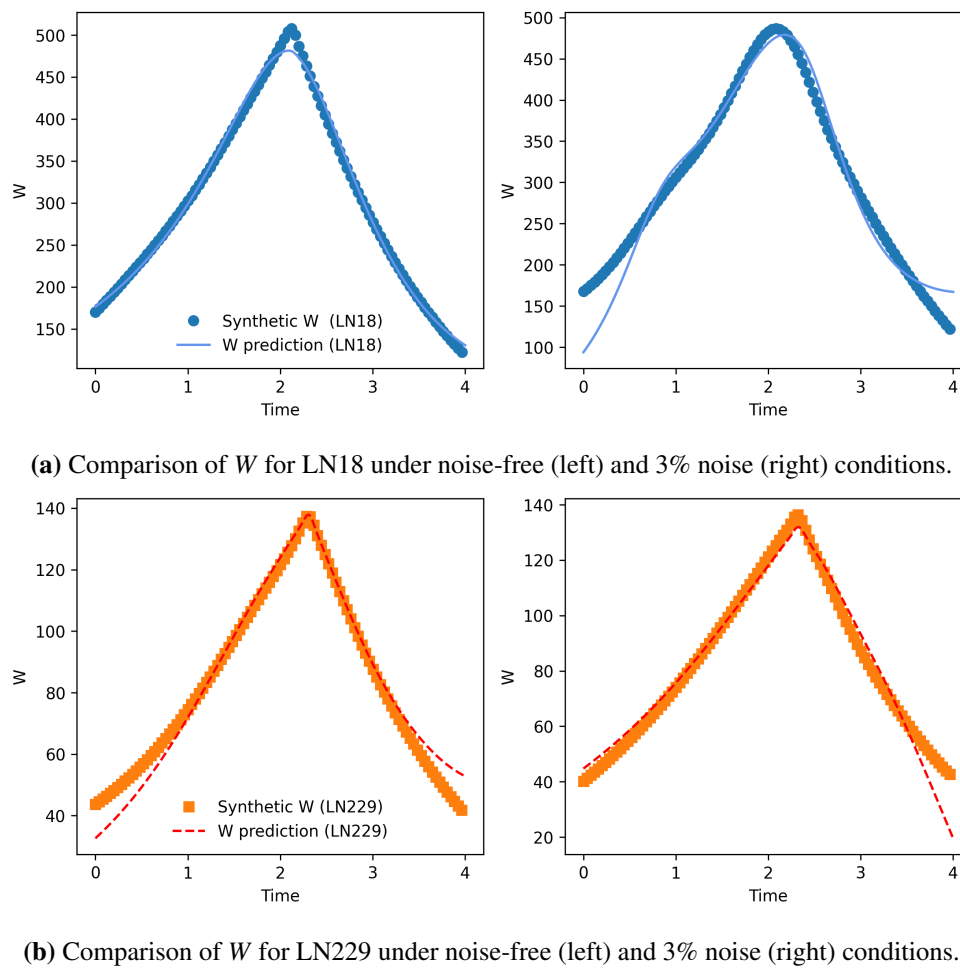 500
450
400
350
300
250
200
150
W
0 1 2 3 4
Time
Synthetic W (LN18)
W prediction (LN18)
500
450
400
350
300
250
200
150
100
W
0 1 2 3 4
Time
(a) Comparison of W for LN18 under noise-free (left) and 3% noise (right) conditions.
140
120
100
80
60
40
W
0 1 2 3 4
Time
Synthetic W (LN229)
W prediction (LN229)
140
120
100
80
60
40
20
W
0 1 2 3 4
Time
(b) Comparison of W for LN229 under noise-free (left) and 3% noise (right) conditions.